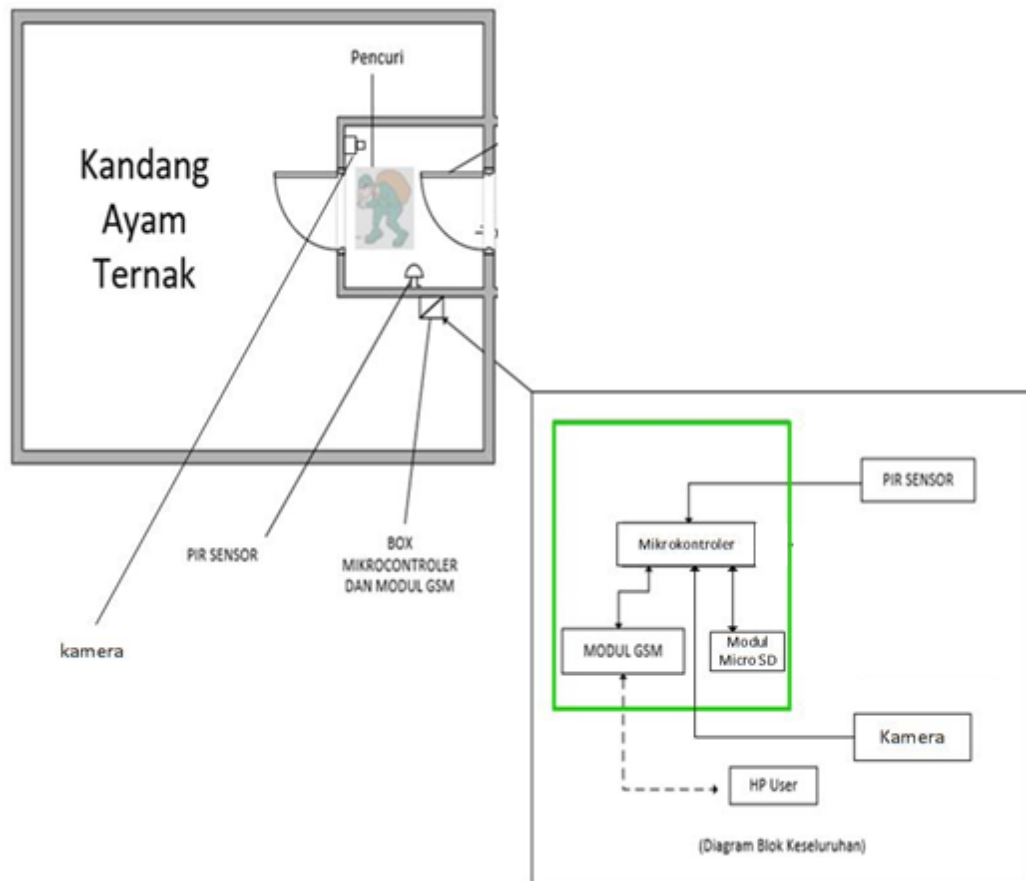 Pencuri
Kandang
Ayam
Ternak
PIR SENSOR
BOX
MIKROCONTROLER
DAN MODUL GSM
kamera
PIR SENSOR
Mikrokontroler
MODUL GSM
Modul
Micro SD
Kamera
HP User
(Diagram Blok Keseluruhan)